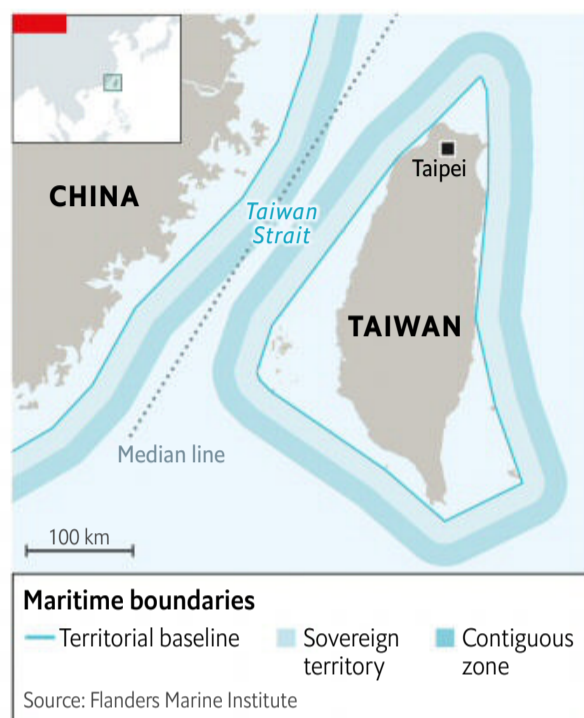 CHINA
Taipei
Taiwan
Strait
TAIWAN
Median line
100 km
Maritime boundaries
Territorial baseline
Sovereign
territory
Contiguous
zone
Source: Flanders Marine Institute